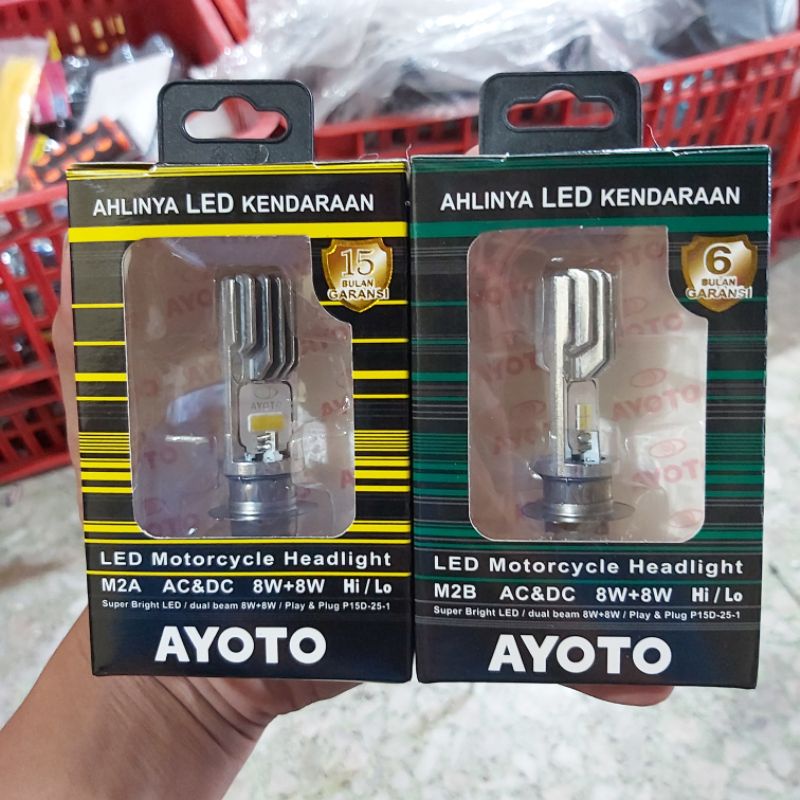 AHLINYA LED KENDARAAN
15
BULAN
GARANSI
AYOTO
AYOTO
LED Motorcycle Headlight
M2A AC&DC 8W+8W Hi / Lo
Super Bright LED / dual beam 8W+8W / Play & Plug P15D-25-1
AYOTO
AHLINYA LED KENDARAAN
6
BULAN
GARANSI
AYOTO
LED Motorcycle Headlight
M2B AC&DC 8W+8W Hi / Lo
Super Bright LED / dual beam 8W+8W / Play & Plug P15D-25-1
AYOTO